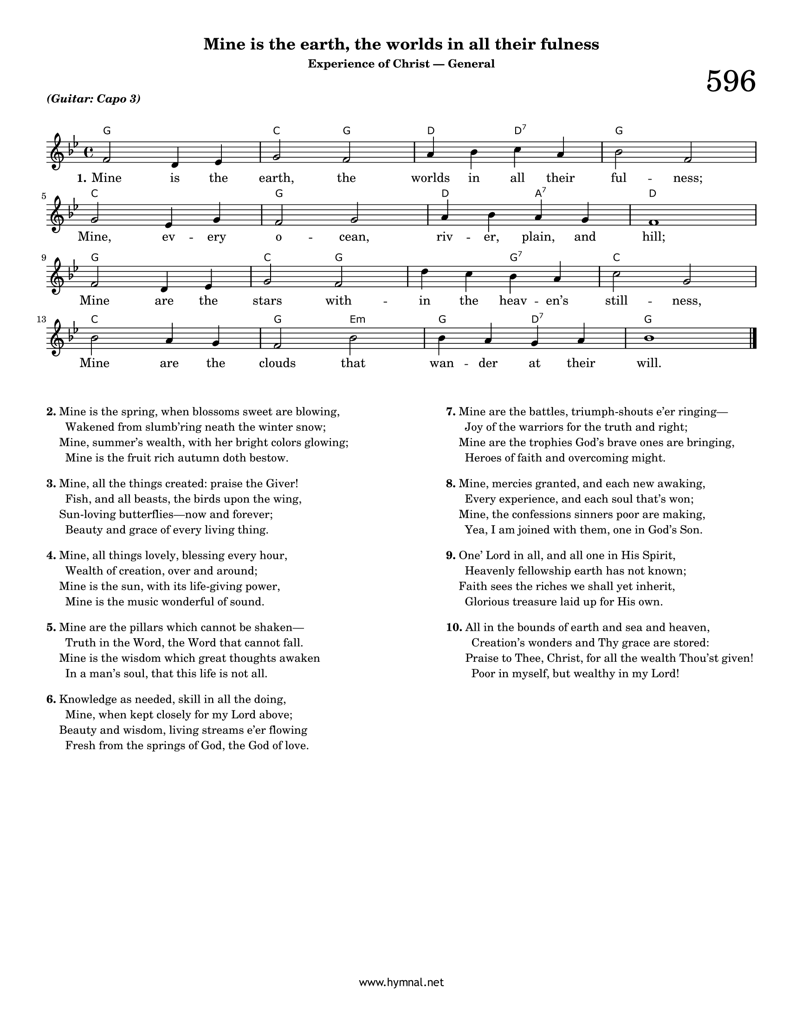 Mine is the earth, the worlds in all their fulness
Experience of Christ — General
596
(Guitar: Capo 3)
G C G D D7 G
1. Mine is the earth, the worlds in all their ful - ness;
5 C G D A7 D
Mine, ev - ery o - cean, riv - er, plain, and hill;
9 G C G G7 C
Mine are the stars with - in the heav - en's still - ness,
13 C G Em G D7 G
Mine are the clouds that wan - der at their will.
2. Mine is the spring, when blossoms sweet are blowing,
Wakened from slumb'ring neath the winter snow;
Mine, summer's wealth, with her bright colors glowing;
Mine is the fruit rich autumn doth bestow.
3. Mine, all the things created: praise the Giver!
Fish, and all beasts, the birds upon the wing,
Sun-loving butterflies—now and forever;
Beauty and grace of every living thing.
4. Mine, all things lovely, blessing every hour,
Wealth of creation, over and around;
Mine is the sun, with its life-giving power,
Mine is the music wonderful of sound.
5. Mine are the pillars which cannot be shaken—
Truth in the Word, the Word that cannot fall.
Mine is the wisdom which great thoughts awaken
In a man's soul, that this life is not all.
6. Knowledge as needed, skill in all the doing,
Mine, when kept closely for my Lord above;
Beauty and wisdom, living streams e'er flowing
Fresh from the springs of God, the God of love.
7. Mine are the battles, triumph-shouts e'er ringing—
Joy of the warriors for the truth and right;
Mine are the trophies God's brave ones are bringing,
Heroes of faith and overcoming might.
8. Mine, mercies granted, and each new awaking,
Every experience, and each soul that's won;
Mine, the confessions sinners poor are making,
Yea, I am joined with them, one in God's Son.
9. One' Lord in all, and all one in His Spirit,
Heavenly fellowship earth has not known;
Faith sees the riches we shall yet inherit,
Glorious treasure laid up for His own.
10. All in the bounds of earth and sea and heaven,
Creation's wonders and Thy grace are stored:
Praise to Thee, Christ, for all the wealth Thou'st given!
Poor in myself, but wealthy in my Lord!
www.hymnal.net